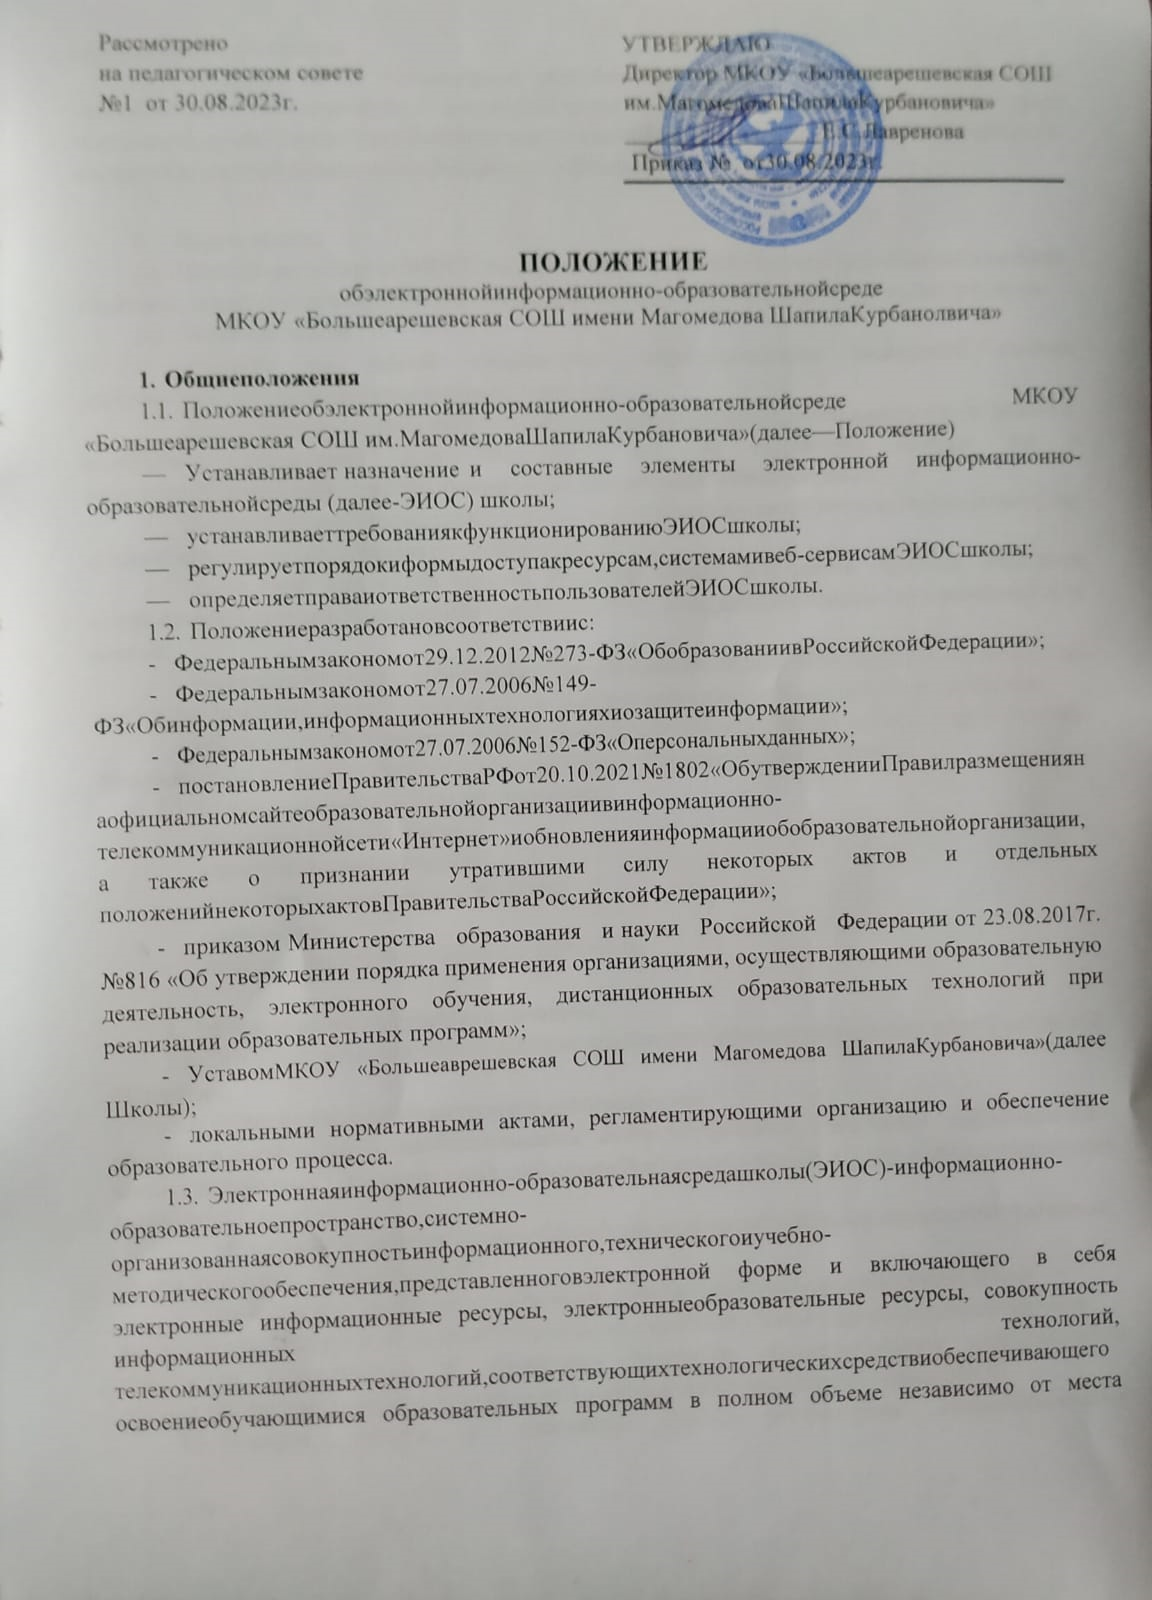 Рассмотрено
на педагогическом совете
№1 от 30.08.2023г.
УТВЕРЖДАЮ
Директор МКОУ «Большеарешевская СОШ
им.МагомедоваШапилаКурбановича»
Е.С.Лавренова
Приказ № от30.08.2023г.
ПОЛОЖЕНИЕ
обэлектроннойинформационно-образовательнойсреде
МКОУ «Большеарешевская СОШ имени Магомедова ШапилаКурбанолвича»
1. Общиеположения
1.1. Положениеобэлектроннойинформационно-образовательнойсреде МКОУ
«Большеарешевская СОШ им.МагомедоваШапилаКурбановича»(далее—Положение)
— Устанавливает назначение и составные элементы электронной информационно-
образовательнойсреды (далее-ЭИОС) школы;
— устанавливаеттребованиякфункционированиюЭИОСшколы;
— регулируетпорядокиформыдоступакресурсам,системамивеб-сервисамЭИОСшколы;
— определяетправаиответственностьпользователейЭИОСшколы.
1.2. Положениеразработановсоответствиис:
- Федеральнымзакономот29.12.2012№273-ФЗ«ОбобразованиивРоссийскойФедерации»;
- Федеральнымзакономот27.07.2006№149-
ФЗ«Обинформации,информационныхтехнологияхиозащитеинформации»;
- Федеральнымзакономот27.07.2006№152-ФЗ«Оперсональныхданных»;
- постановлениеПравительстваРФот20.10.2021№1802«ОбутвержденииПравилразмещениян
аофициальномсайтеобразовательнойорганизациивинформационно-
телекоммуникационнойсети«Интернет»иобновленияинформацииобобразовательнойорганизации,
а также о признании утратившими силу некоторых актов и отдельных
положенийнекоторыхактовПравительстваРоссийскойФедерации»;
- приказом Министерства образования и науки Российской Федерации от 23.08.2017г.
№816 «Об утверждении порядка применения организациями, осуществляющими образовательную
деятельность, электронного обучения, дистанционных образовательных технологий при
реализации образовательных программ»;
- УставомМКОУ «Большеаврешевская СОШ имени Магомедова ШапилаКурбановича»(далее
Школы);
- локальными нормативными актами, регламентирующими организацию и обеспечение
образовательного процесса.
1.3. Электроннаяинформационно-образовательнаясредашколы(ЭИОС)-информационно-
образовательноепространство,системно-
организованнаясовокупностьинформационного,техническогоиучебно-
методическогообеспечения,представленноговэлектронной форме и включающего в себя
электронные информационные ресурсы, электронныеобразовательные ресурсы, совокупность
информационных технологий,
телекоммуникационныхтехнологий,соответствующихтехнологическихсредствиобеспечивающего
освоениеобучающимися образовательных программ в полном объеме независимо от места